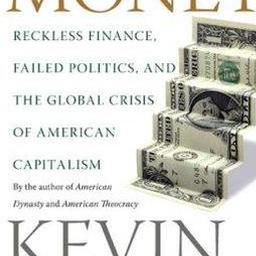 MONEY
RECKLESS FINANCE,
FAILED POLITICS, AND
THE GLOBAL CRISIS
OF AMERICAN
CAPITALISM
By the author of American
Dynasty and American Theocracy
KEVIN